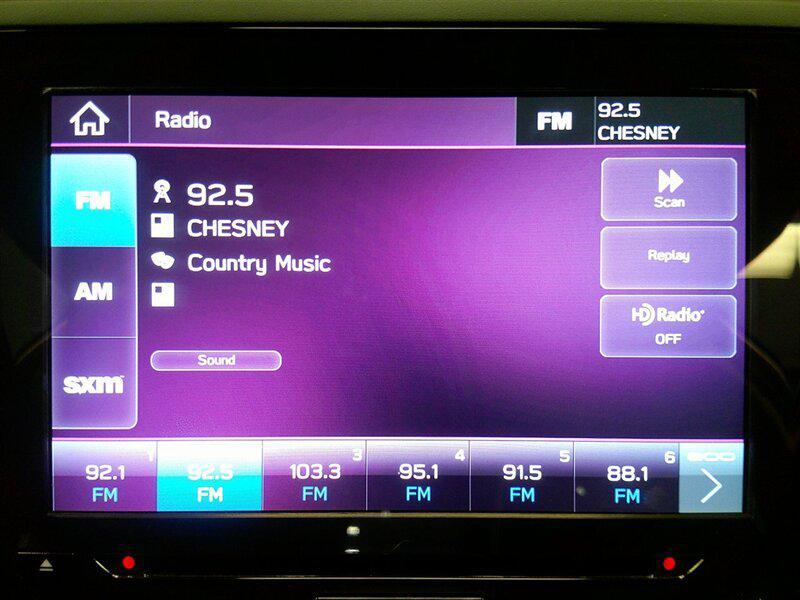 Radio
FM
92.5
CHESNEY
FM
92.5
CHESNEY
Country Music
AM
sxm
Sound
Scan
Replay
HD Radio
OFF
1
92.1
FM
92.5
FM
3
103.3
FM
4
95.1
FM
5
91.5
FM
6
88.1
FM